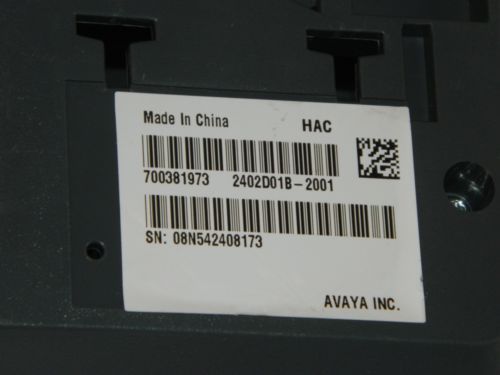 Made In China HAC
700381973 2402D01B-2001
SN: 08N542408173
AVAYA INC.